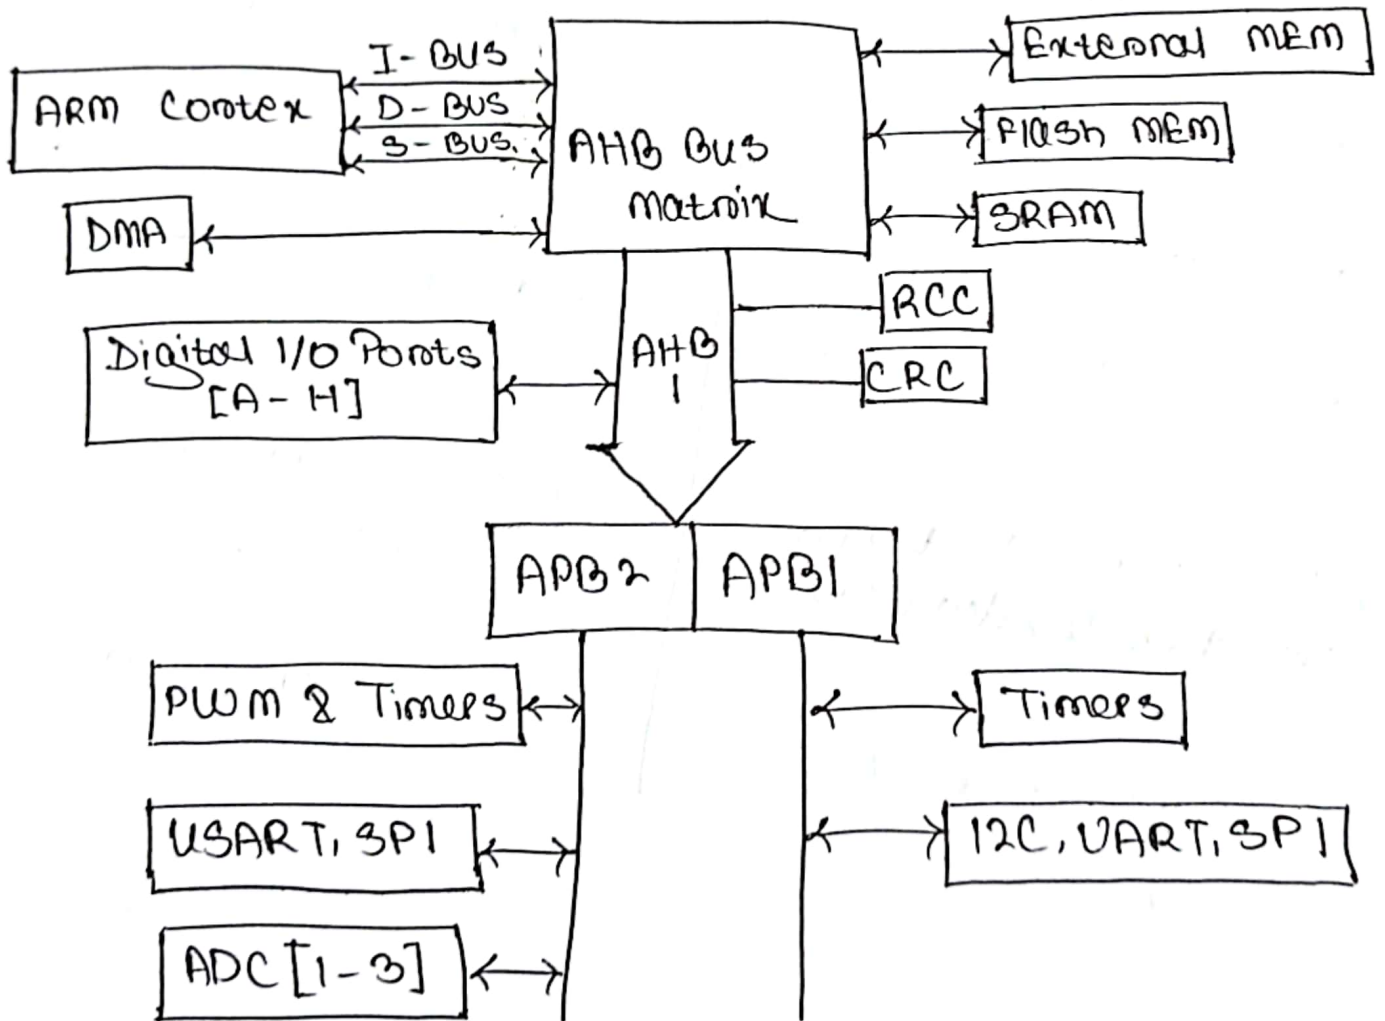 I-BUS
External MEM
ARM Cortex
D-BUS
S-BUS.
AHB Bus
Matrix
Flash MEM
DMA
SRAM
RCC
Digital I/O Ports
[A-H]
AHB
1
CRC
APB2
APB1
PWM & Timers
Timers
USART, SPI
I2C, UART, SPI
ADC[1-3]